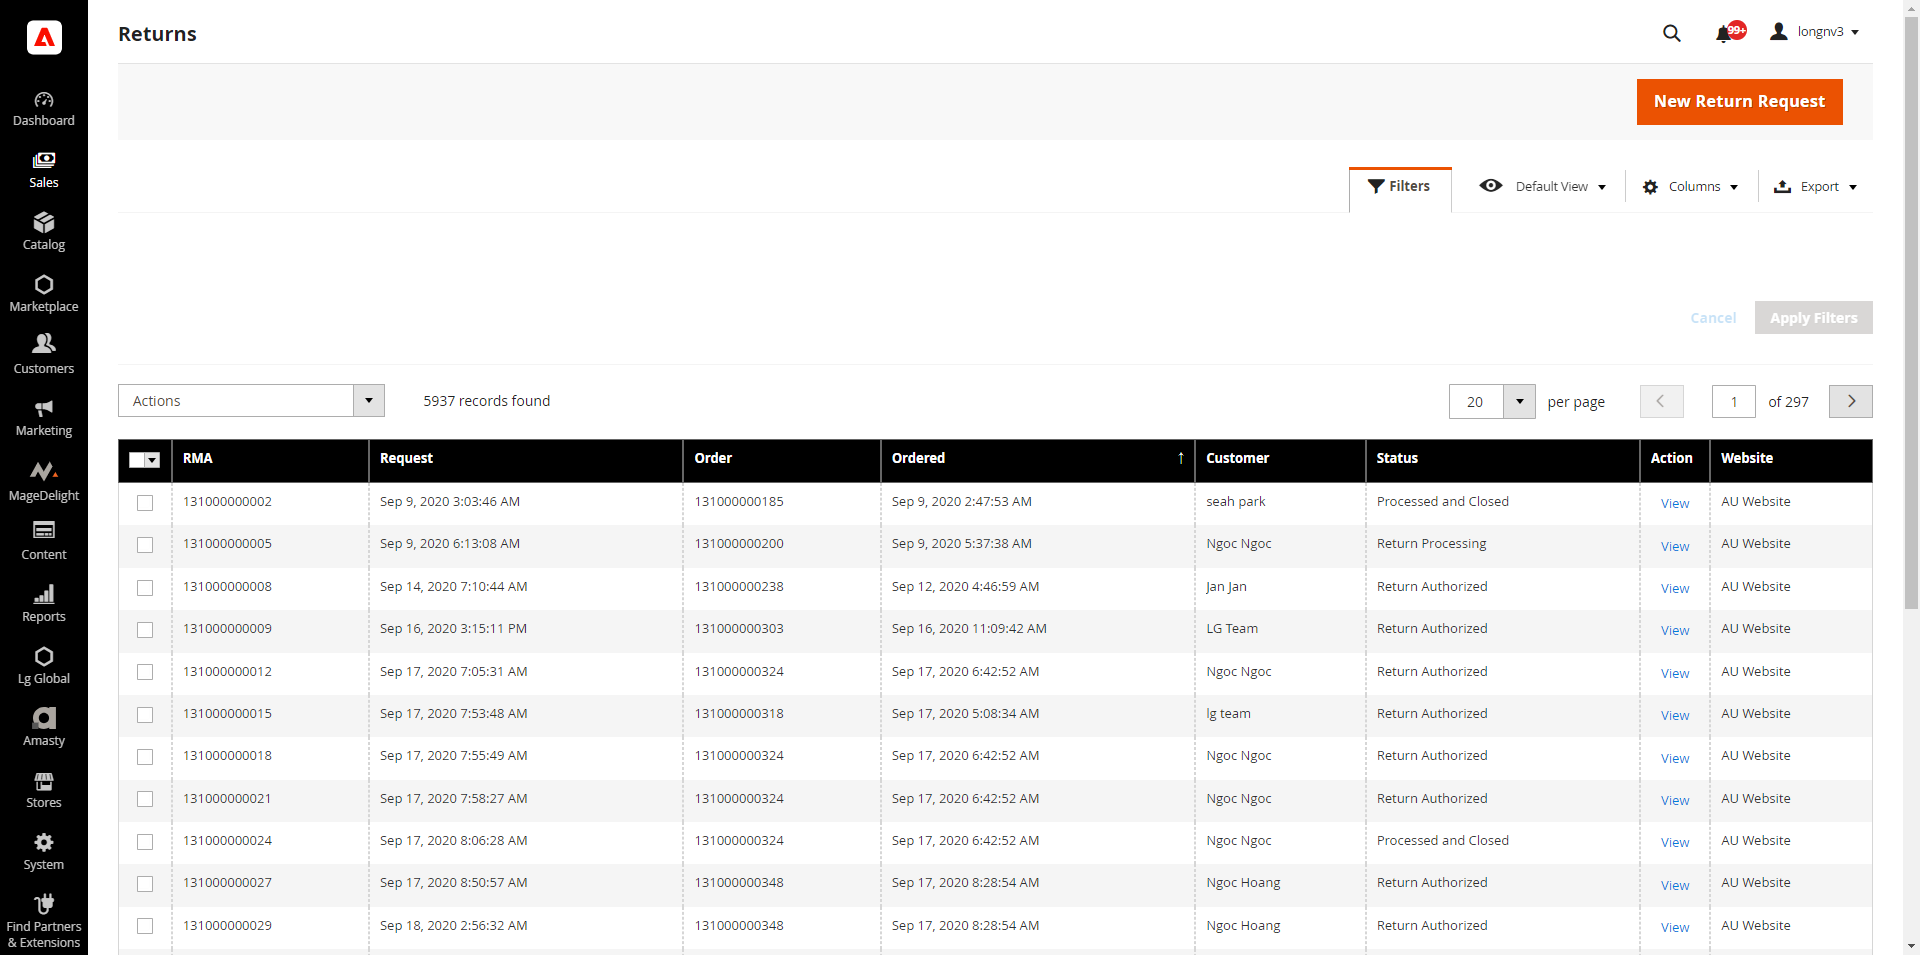 Returns
99+
longnv3
New Return Request
Filters
Default View
Columns
Export
Cancel
Apply Filters
Actions
5937 records found
20
per page
1
of 297
RMA Request Order Ordered ↑ Customer Status Action Website
131000000002 Sep 9, 2020 3:03:46 AM 131000000185 Sep 9, 2020 2:47:53 AM seah park Processed and Closed View AU Website
131000000005 Sep 9, 2020 6:13:08 AM 131000000200 Sep 9, 2020 5:37:38 AM Ngoc Ngoc Return Processing View AU Website
131000000008 Sep 14, 2020 7:10:44 AM 131000000238 Sep 12, 2020 4:46:59 AM Jan Jan Return Authorized View AU Website
131000000009 Sep 16, 2020 3:15:11 PM 131000000303 Sep 16, 2020 11:09:42 AM LG Team Return Authorized View AU Website
131000000012 Sep 17, 2020 7:05:31 AM 131000000324 Sep 17, 2020 6:42:52 AM Ngoc Ngoc Return Authorized View AU Website
131000000015 Sep 17, 2020 7:53:48 AM 131000000318 Sep 17, 2020 5:08:34 AM lg team Return Authorized View AU Website
131000000018 Sep 17, 2020 7:55:49 AM 131000000324 Sep 17, 2020 6:42:52 AM Ngoc Ngoc Return Authorized View AU Website
131000000021 Sep 17, 2020 7:58:27 AM 131000000324 Sep 17, 2020 6:42:52 AM Ngoc Ngoc Return Authorized View AU Website
131000000024 Sep 17, 2020 8:06:28 AM 131000000324 Sep 17, 2020 6:42:52 AM Ngoc Ngoc Processed and Closed View AU Website
131000000027 Sep 17, 2020 8:50:57 AM 131000000348 Sep 17, 2020 8:28:54 AM Ngoc Hoang Return Authorized View AU Website
131000000029 Sep 18, 2020 2:56:32 AM 131000000348 Sep 17, 2020 8:28:54 AM Ngoc Hoang Return Authorized View AU Website
Dashboard
Sales
Catalog
Marketplace
Customers
Marketing
MageDelight
Content
Reports
Lg Global
Amasty
Stores
System
Find Partners
& Extensions